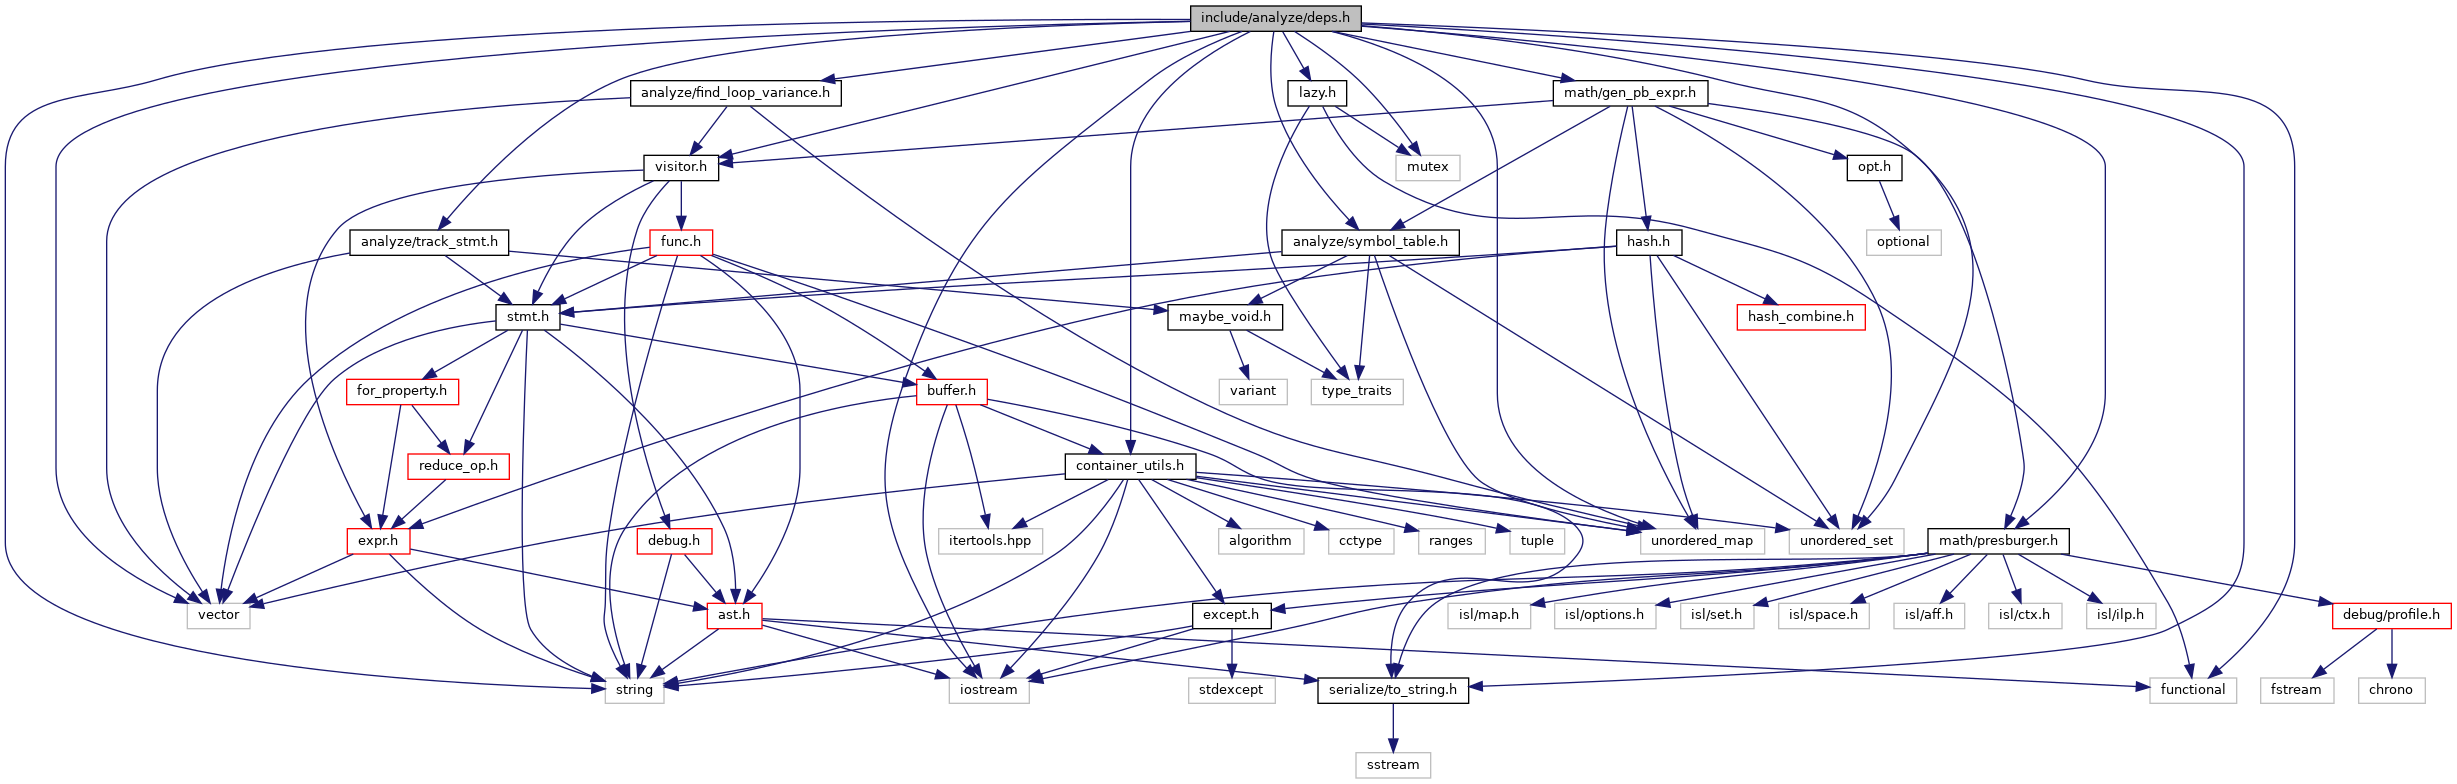 include/analyze/deps.h
analyze/find_loop_variance.h
lazy.h
math/gen_pb_expr.h
visitor.h
mutex
opt.h
analyze/track_stmt.h
func.h
analyze/symbol_table.h
hash.h
optional
stmt.h
maybe_void.h
hash_combine.h
for_property.h
buffer.h
variant
type_traits
reduce_op.h
container_utils.h
expr.h
debug.h
itertools.hpp
algorithm
cctype
ranges
tuple
unordered_map
unordered_set
math/presburger.h
vector
ast.h
except.h
isl/map.h
isl/options.h
isl/set.h
isl/space.h
isl/aff.h
isl/ctx.h
isl/ilp.h
debug/profile.h
string
iostream
stdexcept
serialize/to_string.h
functional
fstream
chrono
sstream